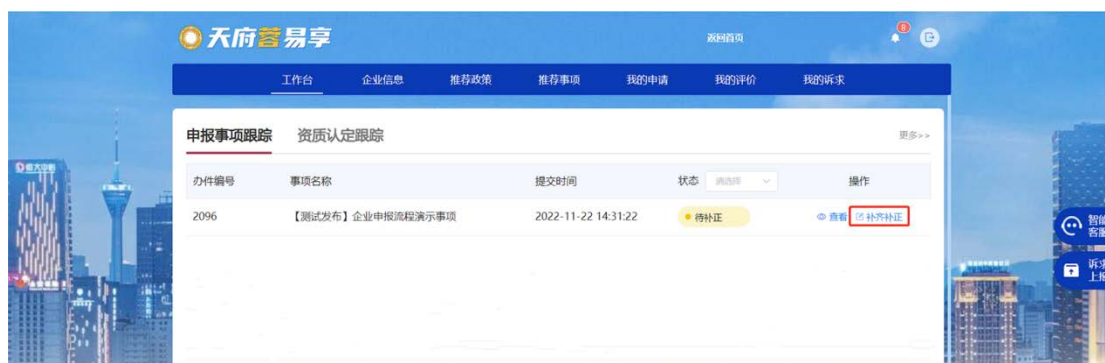 天府蓉易享
返回首页
8
工作台 企业信息 推荐政策 推荐事项 我的申请 我的评价 我的诉求
申报事项跟踪 资质认定跟踪 更多>>
办件编号 事项名称 提交时间 状态 请选择 操作
2096 【测试发布】企业申报流程演示事项 2022-11-22 14:31:22 待补正 查看 补齐补正
智能
客服
诉求
上报